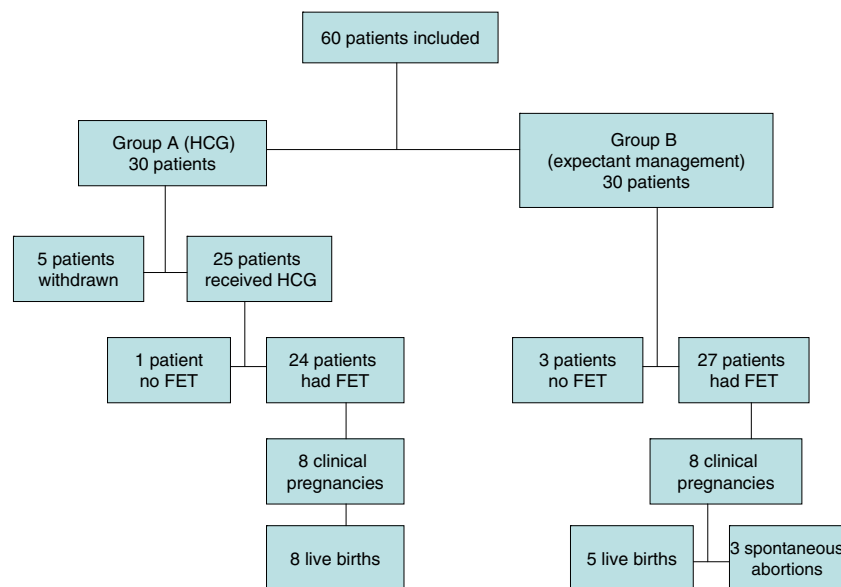 60 patients included
Group A (HCG)
30 patients
Group B
(expectant management)
30 patients
5 patients
withdrawn
25 patients
received HCG
1 patient
no FET
24 patients
had FET
3 patients
no FET
27 patients
had FET
8 clinical
pregnancies
8 clinical
pregnancies
8 live births
5 live births
3 spontaneous
abortions